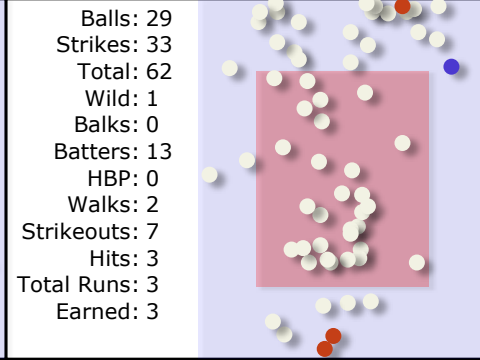 Balls: 29
Strikes: 33
Total: 62
Wild: 1
Balks: 0
Batters: 13
HBP: 0
Walks: 2
Strikeouts: 7
Hits: 3
Total Runs: 3
Earned: 3